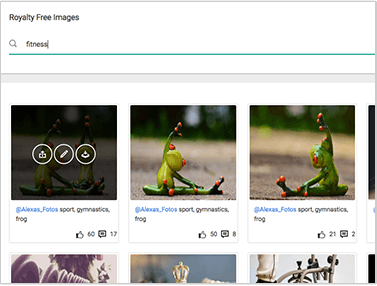 Royalty Free Images
fitness
@Alexas_Fotos sport, gymnastics,
frog
60 17
@Alexas_Fotos sport, gymnastics,
frog
50 8
@Alexas_Fotos sport, gymnastics,
frog
21 2